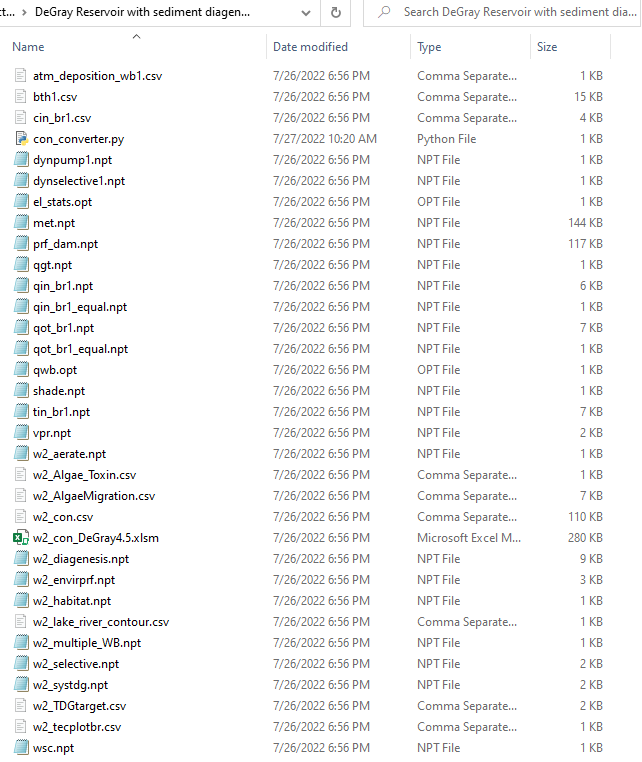 ct... DeGray Reservoir with sediment diagen... Search DeGray Reservoir with sediment dia...
Name Date modified Type Size
atm_deposition_wb1.csv 7/26/2022 6:56 PM Comma Separate... 1 KB
bth1.csv 7/26/2022 6:56 PM Comma Separate... 15 KB
cin_br1.csv 7/26/2022 6:56 PM Comma Separate... 4 KB
con_converter.py 7/27/2022 10:20 AM Python File 1 KB
dynpump1.npt 7/26/2022 6:56 PM NPT File 1 KB
dynselective1.npt 7/26/2022 6:56 PM NPT File 1 KB
el_stats.opt 7/26/2022 6:56 PM OPT File 1 KB
met.npt 7/26/2022 6:56 PM NPT File 144 KB
prf_dam.npt 7/26/2022 6:56 PM NPT File 117 KB
qgt.npt 7/26/2022 6:56 PM NPT File 1 KB
qin_br1.npt 7/26/2022 6:56 PM NPT File 6 KB
qin_br1_equal.npt 7/26/2022 6:56 PM NPT File 1 KB
qot_br1.npt 7/26/2022 6:56 PM NPT File 7 KB
qot_br1_equal.npt 7/26/2022 6:56 PM NPT File 1 KB
qwb.opt 7/26/2022 6:56 PM OPT File 1 KB
shade.npt 7/26/2022 6:56 PM NPT File 1 KB
tin_br1.npt 7/26/2022 6:56 PM NPT File 7 KB
vpr.npt 7/26/2022 6:56 PM NPT File 2 KB
w2_aerate.npt 7/26/2022 6:56 PM NPT File 1 KB
w2_Algae_Toxin.csv 7/26/2022 6:56 PM Comma Separate... 1 KB
w2_AlgaeMigration.csv 7/26/2022 6:56 PM Comma Separate... 7 KB
w2_con.csv 7/26/2022 6:56 PM Comma Separate... 110 KB
w2_con_DeGray4.5.xlsm 7/26/2022 6:56 PM Microsoft Excel M... 280 KB
w2_diagenesis.npt 7/26/2022 6:56 PM NPT File 9 KB
w2_envirprf.npt 7/26/2022 6:56 PM NPT File 3 KB
w2_habitat.npt 7/26/2022 6:56 PM NPT File 1 KB
w2_lake_river_contour.csv 7/26/2022 6:56 PM Comma Separate... 1 KB
w2_multiple_WB.npt 7/26/2022 6:56 PM NPT File 1 KB
w2_selective.npt 7/26/2022 6:56 PM NPT File 2 KB
w2_systdg.npt 7/26/2022 6:56 PM NPT File 2 KB
w2_TDGtarget.csv 7/26/2022 6:56 PM Comma Separate... 2 KB
w2_tecplotbr.csv 7/26/2022 6:56 PM Comma Separate... 1 KB
wsc.npt 7/26/2022 6:56 PM NPT File 1 KB